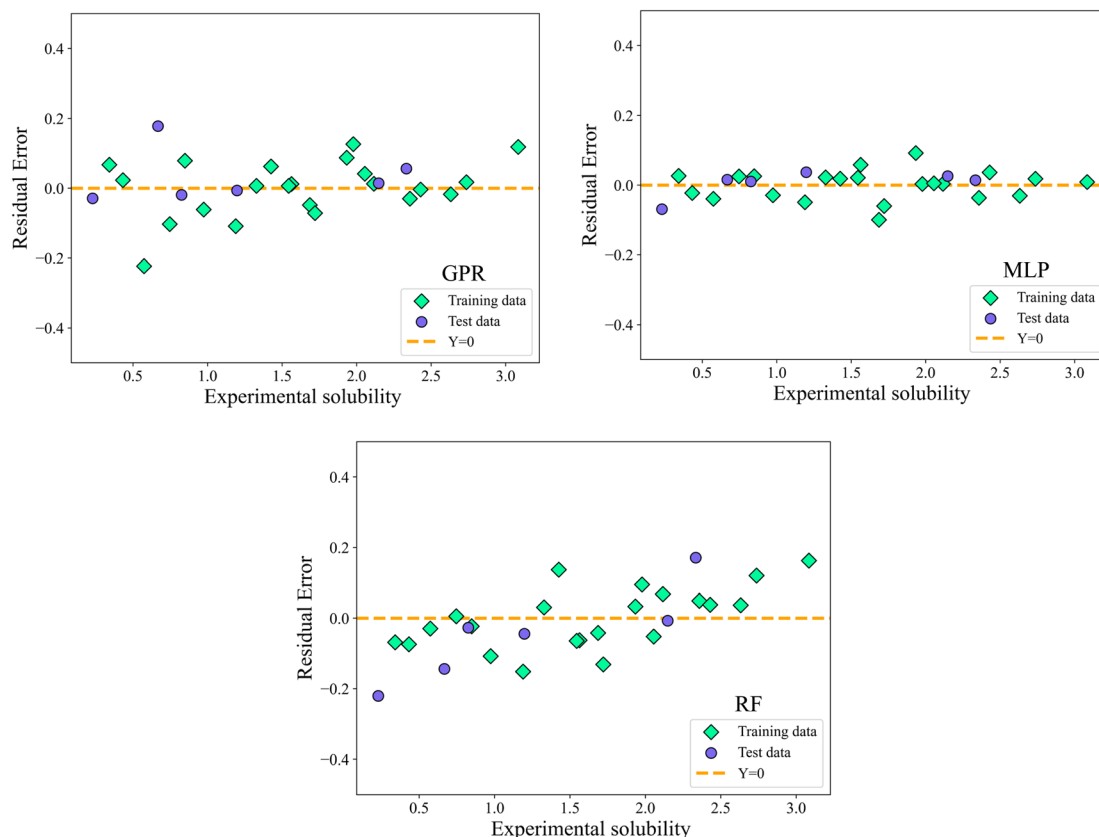 0.4
0.2
0.0
−0.2
−0.4
Residual Error
GPR
Training data
Test data
Y=0
0.5 1.0 1.5 2.0 2.5 3.0
Experimental solubility
0.4
0.2
0.0
−0.2
−0.4
Residual Error
MLP
Training data
Test data
Y=0
0.5 1.0 1.5 2.0 2.5 3.0
Experimental solubility
0.4
0.2
0.0
−0.2
−0.4
Residual Error
RF
Training data
Test data
Y=0
0.5 1.0 1.5 2.0 2.5 3.0
Experimental solubility